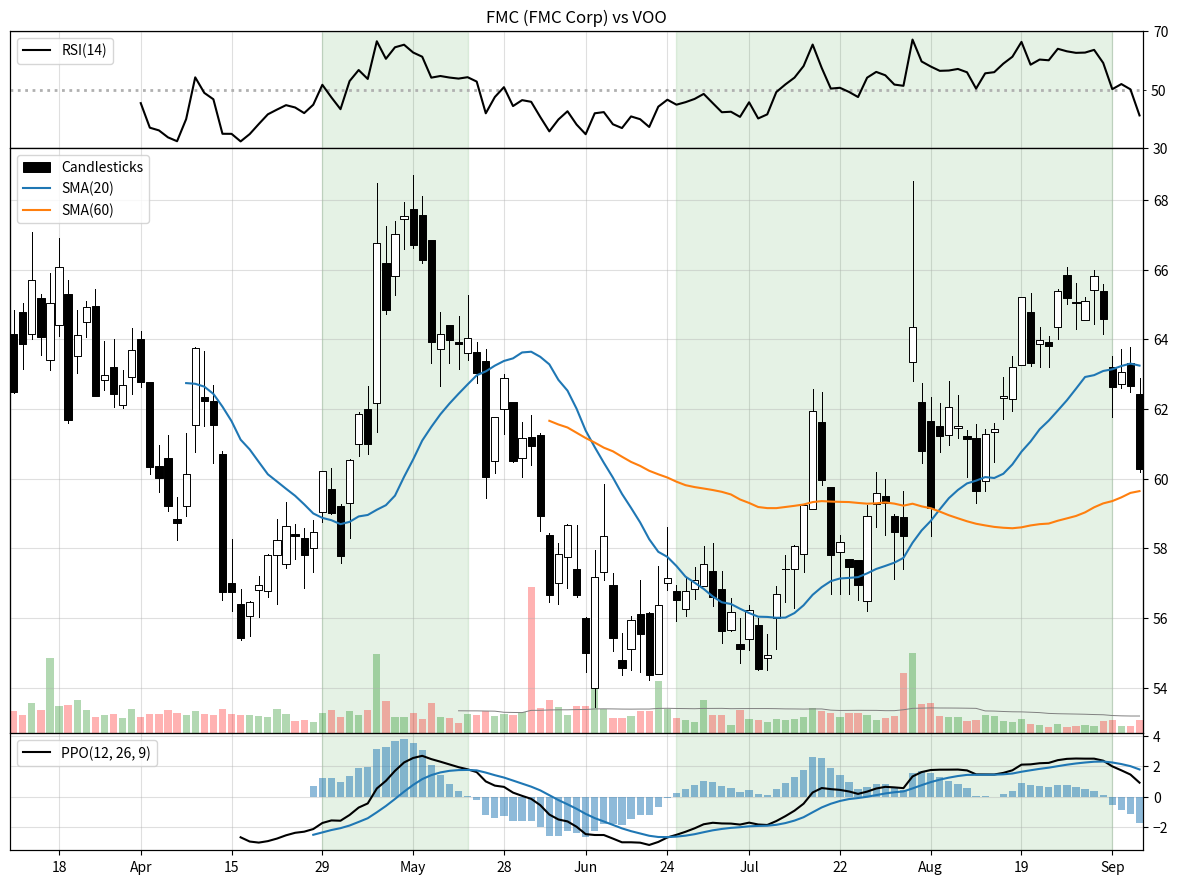 FMC (FMC Corp) vs VOO
RSI(14)
70
50
30
Candlesticks
SMA(20)
SMA(60)
68
66
64
62
60
58
56
54
PPO(12, 26, 9)
4
2
0
−2
18 Apr 15 29 May 28 Jun 24 Jul 22 Aug 19 Sep